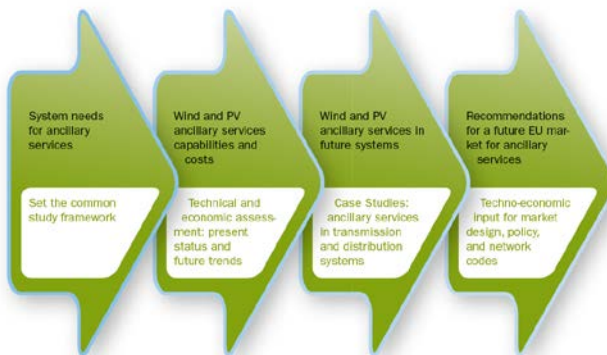 System needs
for ancillary
services
Set the common
study framework
Wind and PV
ancillary services
capabilities and
costs
Technical and
economic assess-
ment: present
status and
future trends
Wind and PV
ancillary services in
future systems
Case Studies:
ancillary services
in transmission
and distribution
systems
Recommendations
for a future EU mar-
ket for ancillary
services
Techno-economic
input for market
design, policy,
and network
codes